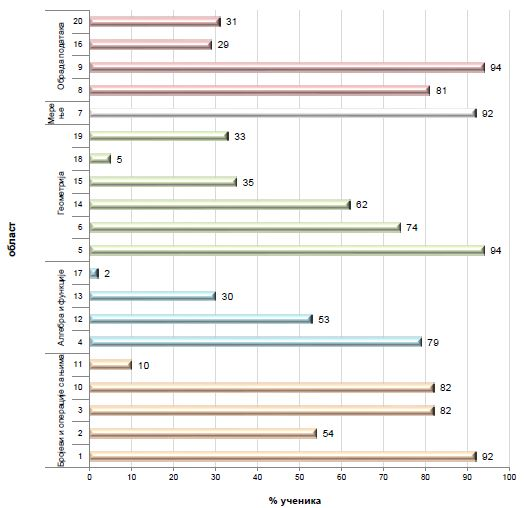 област
Обрада података
20 31
16 29
9 94
8 81
Мере
ње
7 92
Геометрија
19 33
18 5
15 35
14 62
6 74
5 94
Алгебра и функције
17 2
13 30
12 53
4 79
Бројеви и операције са њима
11 10
10 82
3 82
2 54
1 92
0 10 20 30 40 50 60 70 80 90 100
% ученика